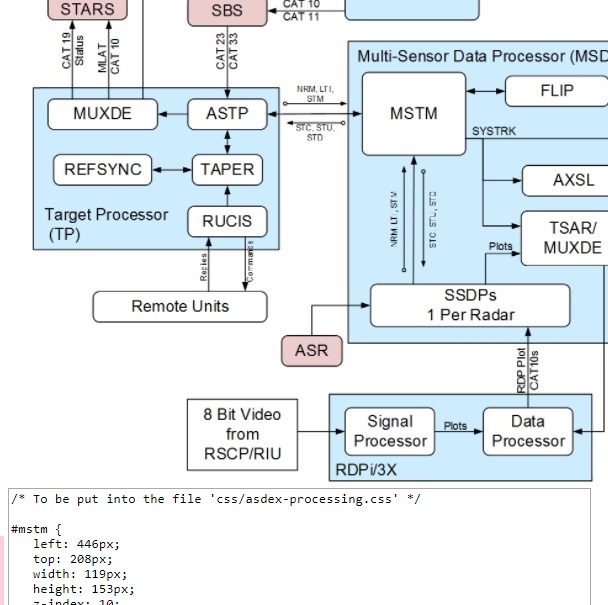 STARS
SBS
CAT 10
CAT 11
CAT 19
Status
MLAT
CAT 10
CAT 23
CAT 33
Multi-Sensor Data Processor (MSD
MUXDE
ASTP
NRM, LTI,
STM
STC, STU,
STD
MSTM
FLIP
SYSTRK
REFSYNC
TAPER
AXSL
Target Processor
(TP)
RUCIS
NRM, LTI, STM
STC, STU, STD
TSAR/
MUXDE
Plots
Replies
Commands
Remote Units
SSDPs
1 Per Radar
ASR
RDP Plot
CAT10s
8 Bit Video
from
RSCP/RIU
Signal
Processor
Plots
Data
Processor
RDPi/3X
/* To be put into the file 'css/asdex-processing.css' */
#mstm {
left: 446px;
top: 208px;
width: 119px;
height: 153px;
z-index: 10;